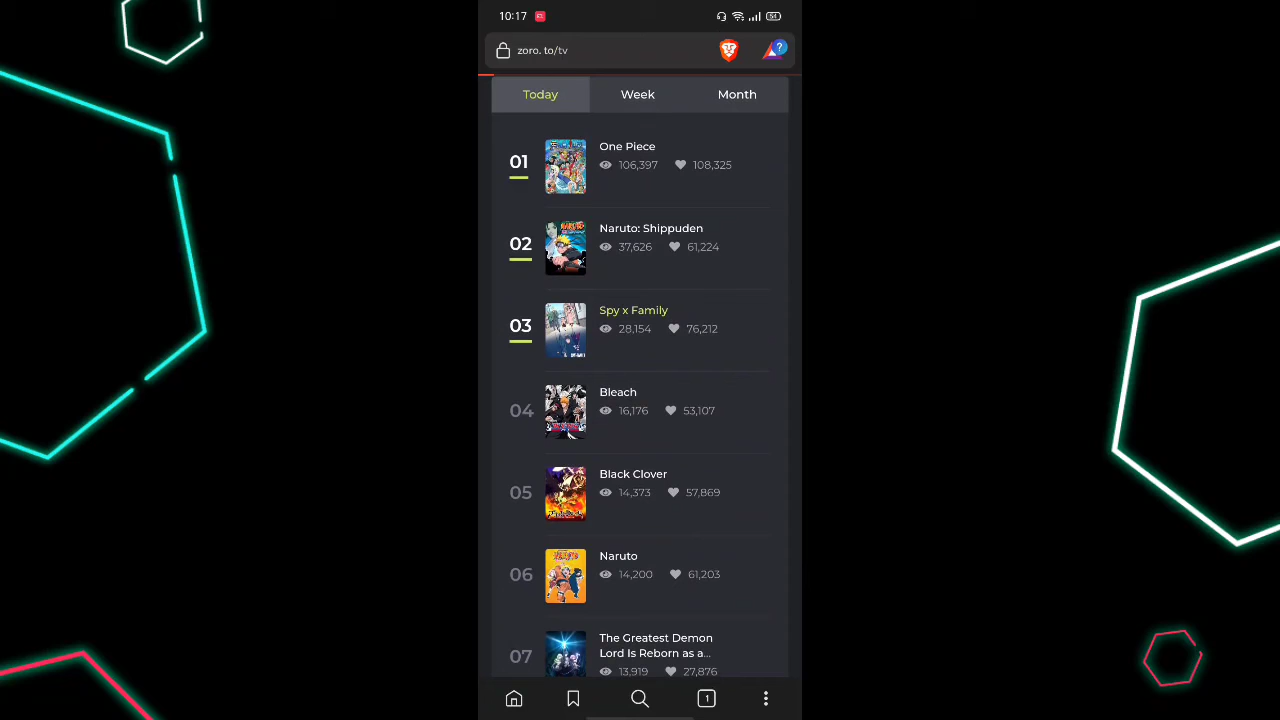 10:17
54
zoro. to/tv
?
Today Week Month
01
One Piece
106,397 108,325
02
Naruto: Shippuden
37,626 61,224
03
Spy x Family
28,154 76,212
04
Bleach
16,176 53,107
05
Black Clover
14,373 57,869
06
Naruto
14,200 61,203
07
The Greatest Demon
Lord Is Reborn as a...
13,919 27,876
1